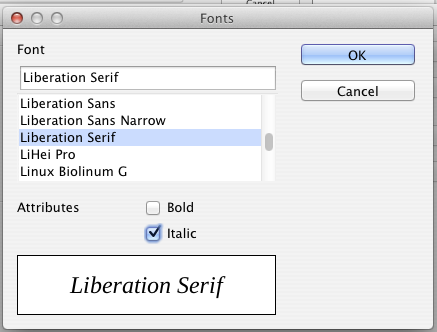 Cancel
Fonts
Font
OK
Liberation Serif
Cancel
Liberation Sans
Liberation Sans Narrow
Liberation Serif
LiHei Pro
Linux Biolinum G
Attributes
Bold
Italic
Liberation Serif